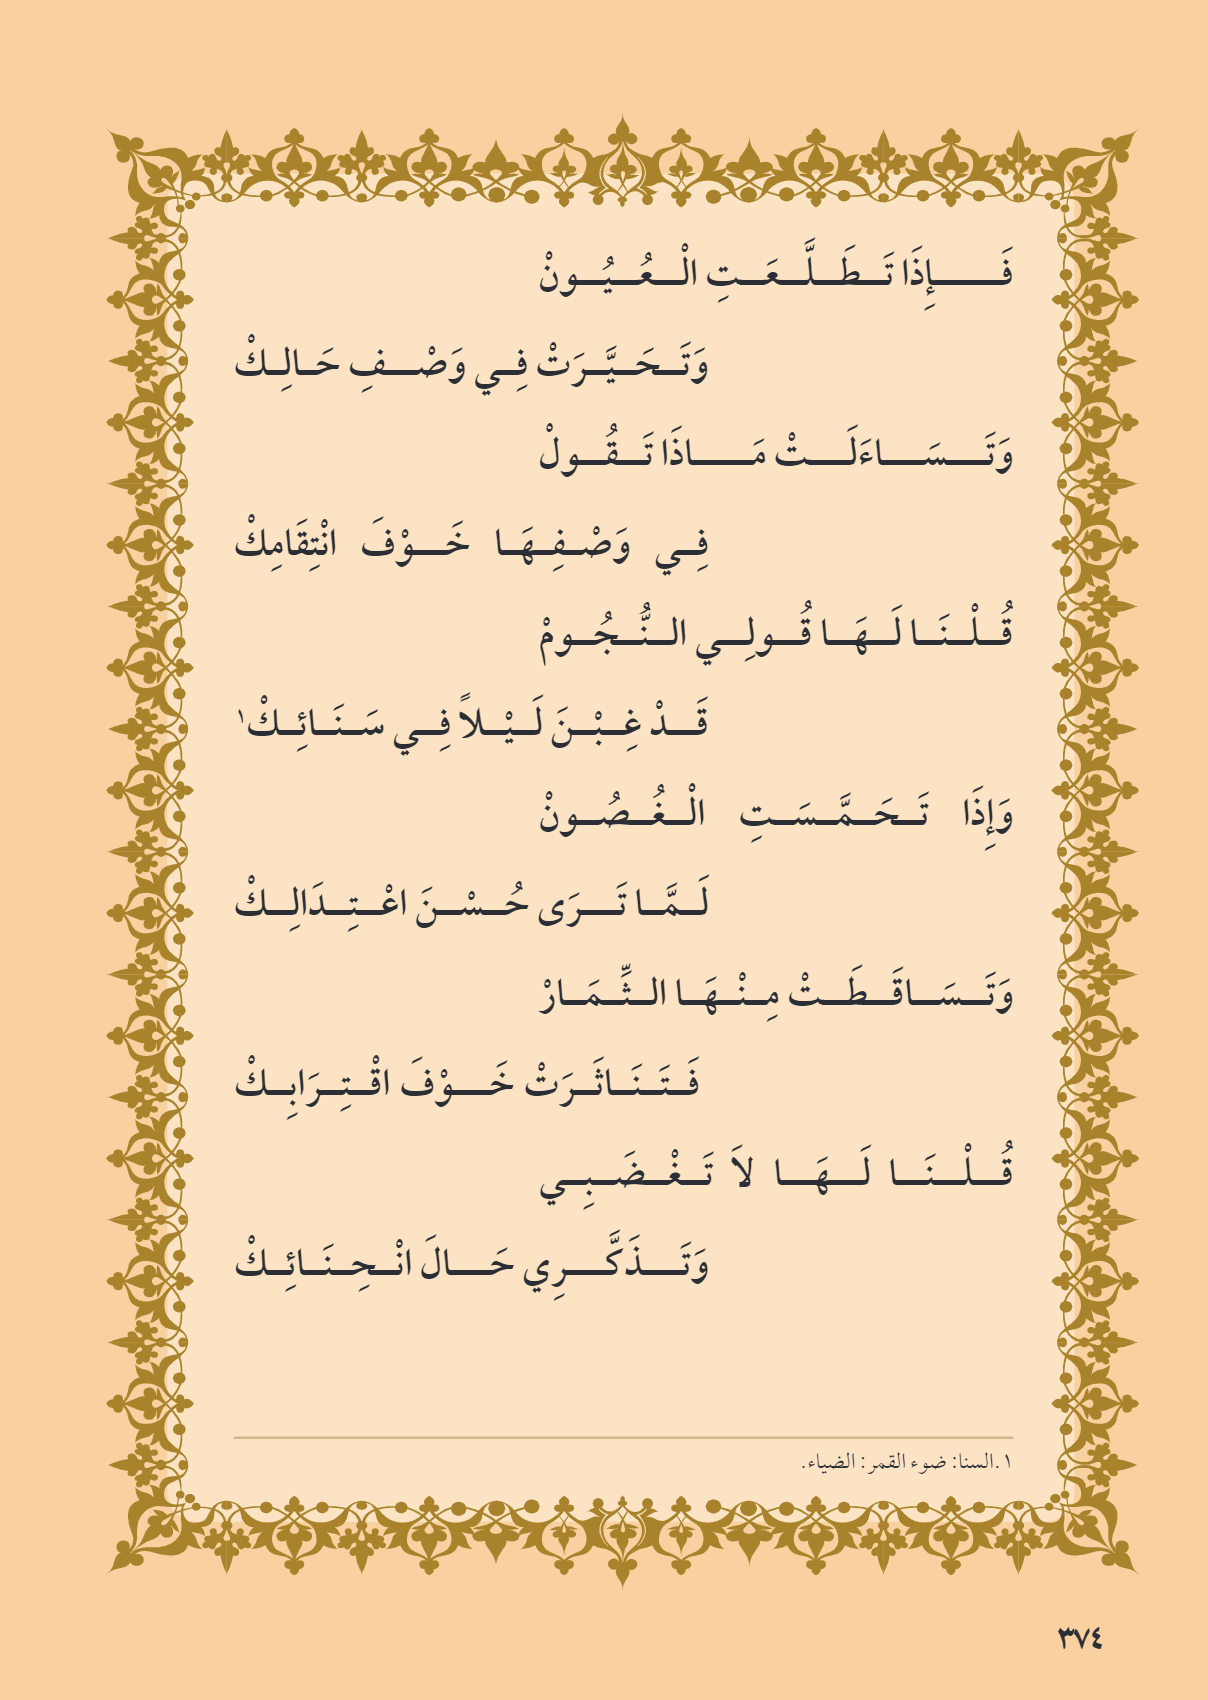 فَإِذَا تَطَلَّعَتِ الْعُيُونْ
وَتَحَيَّرَتْ فِي وَصْفِ حَالِكْ
وَتَسَاءَلَتْ مَاذَا تَقُولْ
فِي وَصْفِهَا خَوْفَ انْتِقَامِكْ
قُلْنَا لَهَا قُولِي النُّجُومْ
قَدْ غِبْنَ لَيْلاً فِي سَنَائِكْ١
وَإِذَا تَحَمَّسَتِ الْغُصُونْ
لَمَّا تَرَى حُسْنَ اعْتِدَالِكْ
وَتَسَاقَطَتْ مِنْهَا الثِّمَارْ
فَتَنَاثَرَتْ خَوْفَ اقْتِرَابِكْ
قُلْنَا لَهَا لاَ تَغْضَبِي
وَتَذَكَّرِي حَالَ انْحِنَائِكْ
١.السنا: ضوء القمر: الضياء.
٣٧٤